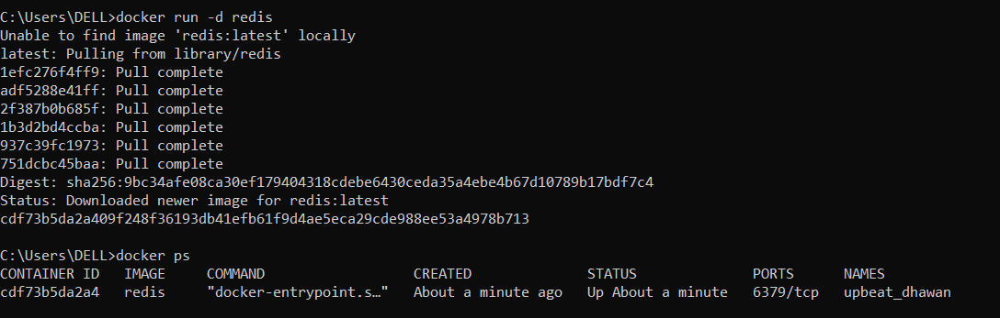 C:\Users\DELL>docker run -d redis
Unable to find image 'redis:latest' locally
latest: Pulling from library/redis
1efc276f4ff9: Pull complete
adf5288e41ff: Pull complete
2f387b0b685f: Pull complete
1b3d2bd4ccba: Pull complete
937c39fc1973: Pull complete
751dcbc45baa: Pull complete
Digest: sha256:9bc34afe08ca30ef179404318cdebe6430ceda35a4ebe4b67d10789b17bdf7c4
Status: Downloaded newer image for redis:latest
cdf73b5da2a409f248f36193db41efb61f9d4ae5eca29cde988ee53a4978b713
C:\Users\DELL>docker ps
CONTAINER ID   IMAGE     COMMAND                  CREATED              STATUS              PORTS      NAMES
cdf73b5da2a4   redis     "docker-entrypoint.s…"   About a minute ago   Up About a minute   6379/tcp   upbeat_dhawan